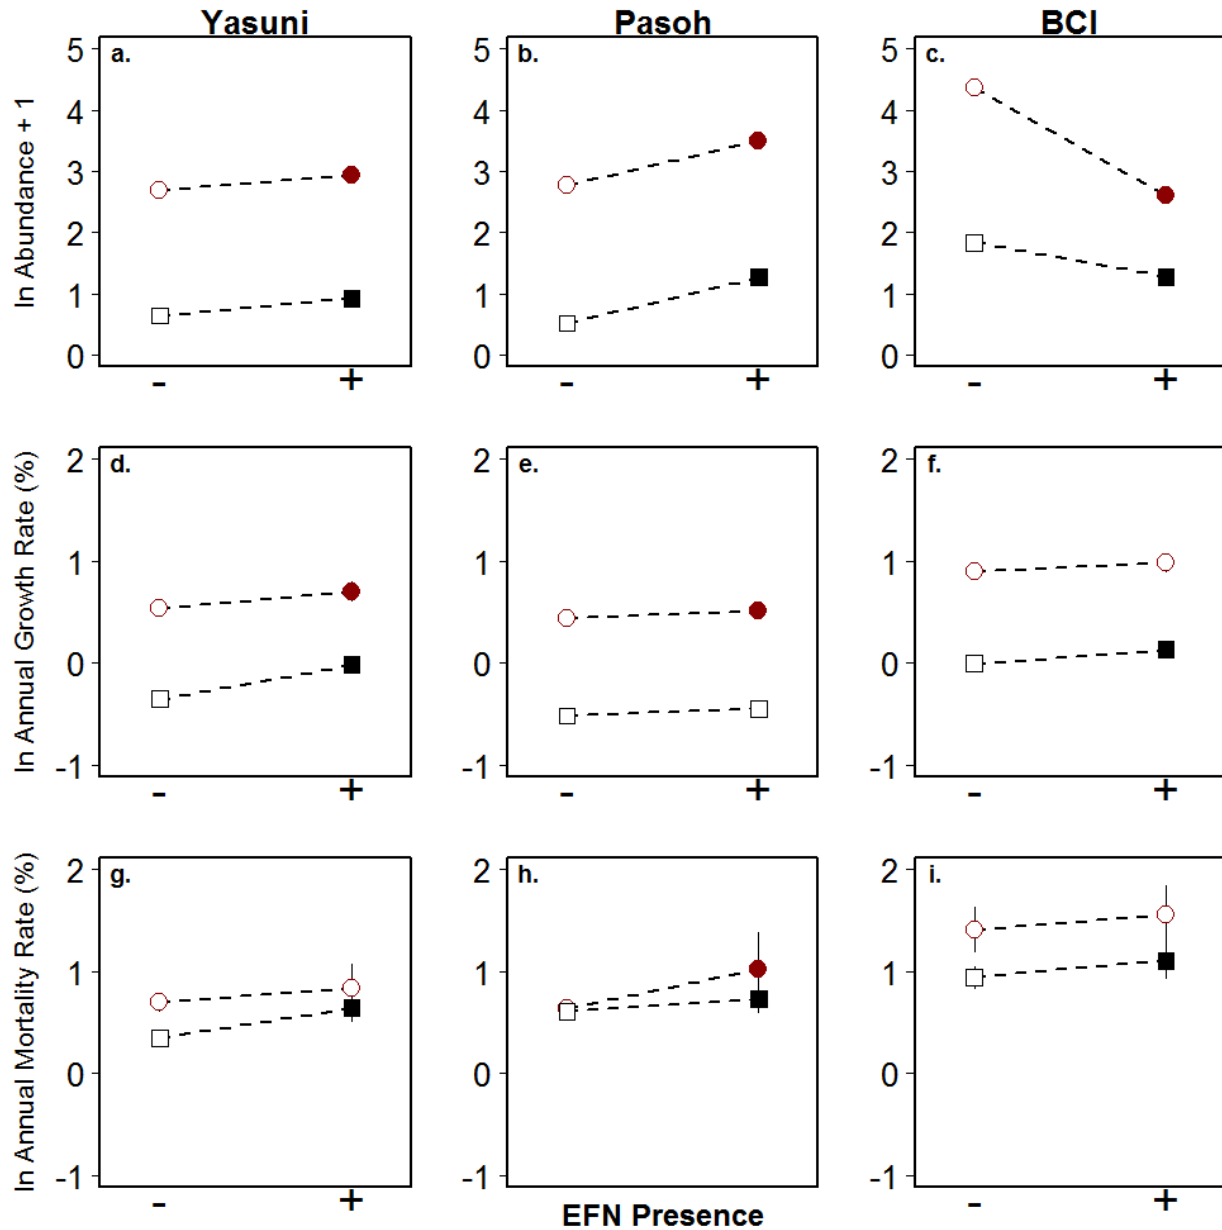 Yasuni Pasoh BCI
a. b. c.
ln Abundance + 1
5 4 3 2 1 0
5 4 3 2 1 0
5 4 3 2 1 0
- + - + - +
d. e. f.
ln Annual Growth Rate (%)
2 1 0 -1
2 1 0 -1
2 1 0 -1
- + - + - +
g. h. i.
ln Annual Mortality Rate (%)
2 1 0 -1
2 1 0 -1
2 1 0 -1
- + - + - +
EFN Presence